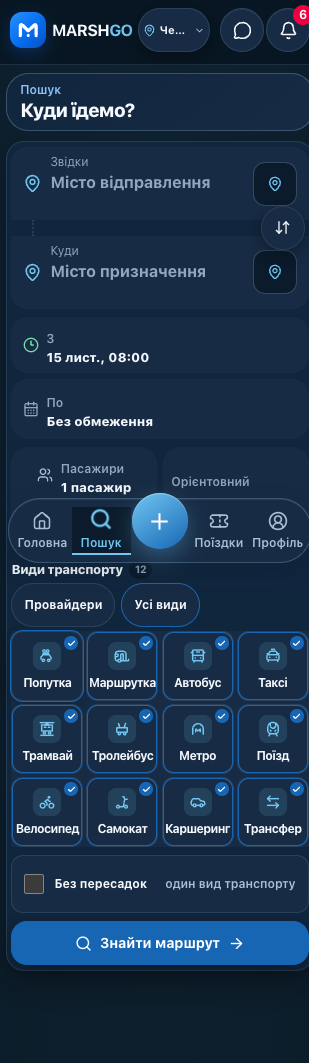 MARSHGO
Че...
6
Пошук
Куди їдемо?
Звідки
Місто відправлення
Куди
Місто призначення
З
15 лист., 08:00
По
Без обмеження
Пасажири
1 пасажир
Орієнтовний
Головна
Пошук
Поїздки
Профіль
Види транспорту 12
Провайдери
Усі види
Попутка
Маршрутка
Автобус
Таксі
Трамвай
Тролейбус
Метро
Поїзд
Велосипед
Самокат
Каршеринг
Трансфер
Без пересадок
один вид транспорту
Знайти маршрут